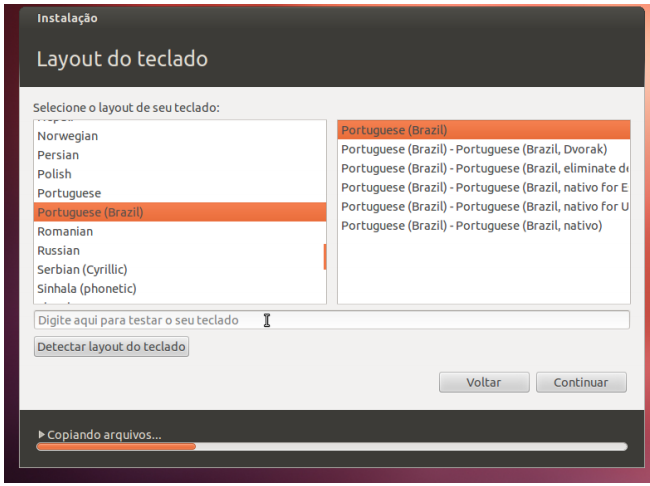 Instalação
Layout do teclado
Selecione o layout de seu teclado:
Norwegian
Persian
Polish
Portuguese
Portuguese (Brazil)
Romanian
Russian
Serbian (Cyrillic)
Sinhala (phonetic)
Portuguese (Brazil)
Portuguese (Brazil) - Portuguese (Brazil, Dvorak)
Portuguese (Brazil) - Portuguese (Brazil, eliminate de
Portuguese (Brazil) - Portuguese (Brazil, nativo for E
Portuguese (Brazil) - Portuguese (Brazil, nativo for U
Portuguese (Brazil) - Portuguese (Brazil, nativo)
Digite aqui para testar o seu teclado
Detectar layout do teclado
Voltar
Continuar
Copiando arquivos...